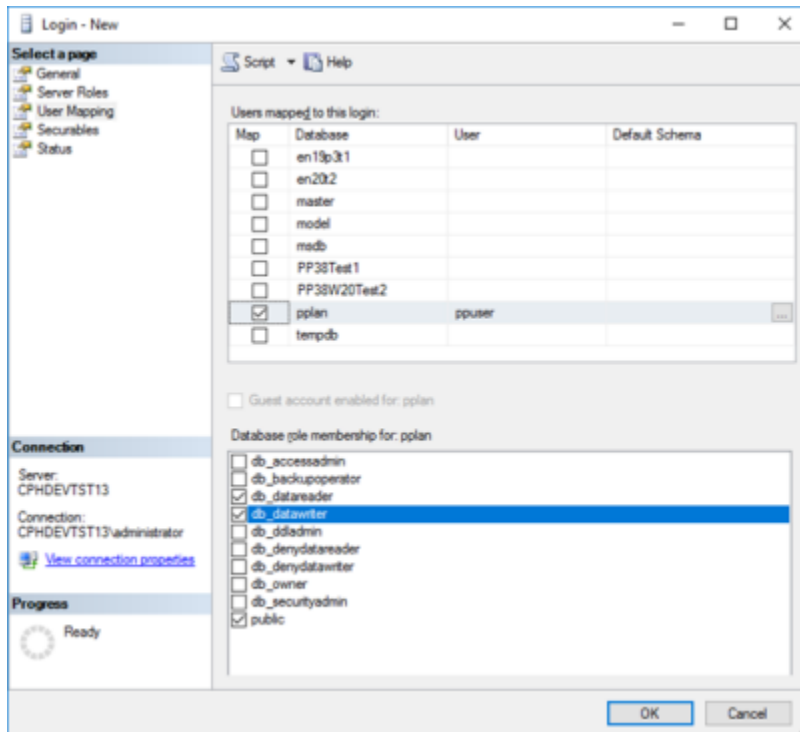 Login - New
Select a page
General
Server Roles
User Mapping
Securables
Status
Script Help
Users mapped to this login:
Map Database User Default Schema
en19p3t1
en20t2
master
model
msdb
PP38Test1
PP38W20Test2
pplan ppuser ...
tempdb
Guest account enabled for: pplan
Database role membership for: pplan
db_accessadmin
db_backupoperator
db_datareader
db_datawriter
db_ddladmin
db_denydatareader
db_denydatawriter
db_owner
db_securityadmin
public
Connection
Server:
CPHDEVTST13
Connection:
CPHDEVTST13\administrator
View connection properties
Progress
Ready
OK Cancel